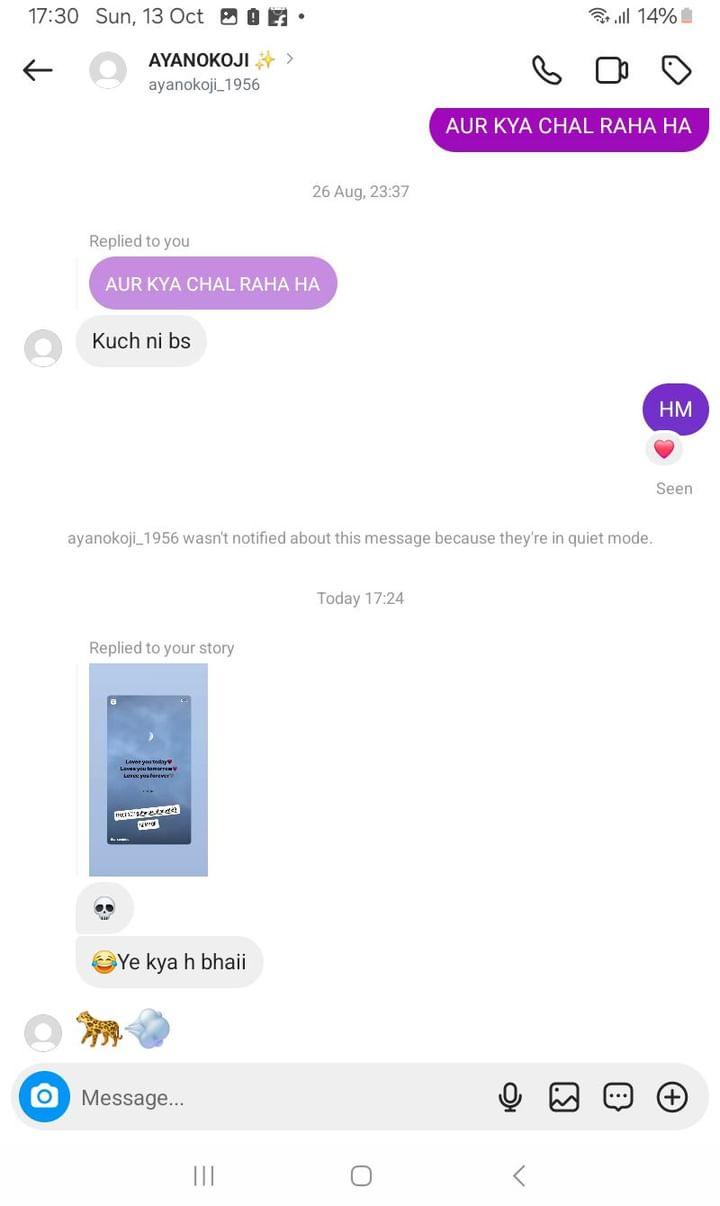 17:30 Sun, 13 Oct
14%
AYANOKOJI ✨
ayanokoji_1956
AUR KYA CHAL RAHA HA
26 Aug, 23:37
Replied to you
AUR KYA CHAL RAHA HA
Kuch ni bs
HM
❤️
Seen
ayanokoji_1956 wasn't notified about this message because they're in quiet mode.
Today 17:24
Replied to your story
Loves you today
Loves you tomorrow
Loves you forever
💀
😂Ye kya h bhaii
🐆💨
Message...